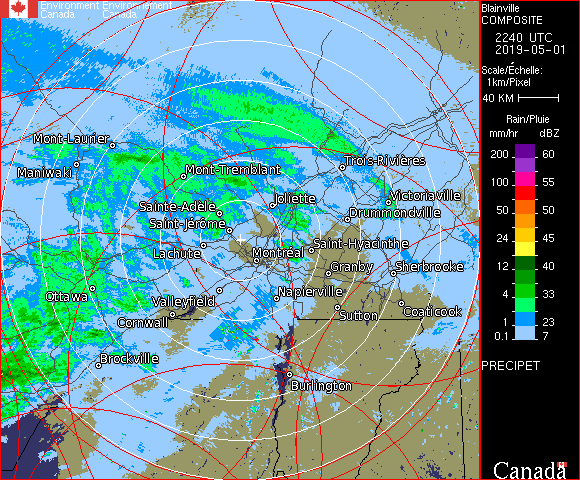 Environment Environnement
Canada Canada
Blainville
COMPOSITE
2240 UTC
2019-05-01
Scale/Échelle:
1km/Pixel
40 KM
Rain/Pluie
mm/hr dBZ
200 60
100 55
50 50
24 45
12 40
4 33
1 23
0.1 7
PRECIPET
Canada
Mont-Laurier
Maniwaki
Mont-Tremblant
Trois-Rivières
Sainte-Adèle
Joliette
Victoriaville
Drummondville
Saint-Jérôme
Lachute
Montréal
Saint-Hyacinthe
Granby
Sherbrooke
Ottawa
Valleyfield
Napierville
Cornwall
Sutton
Coaticook
Brockville
Burlington